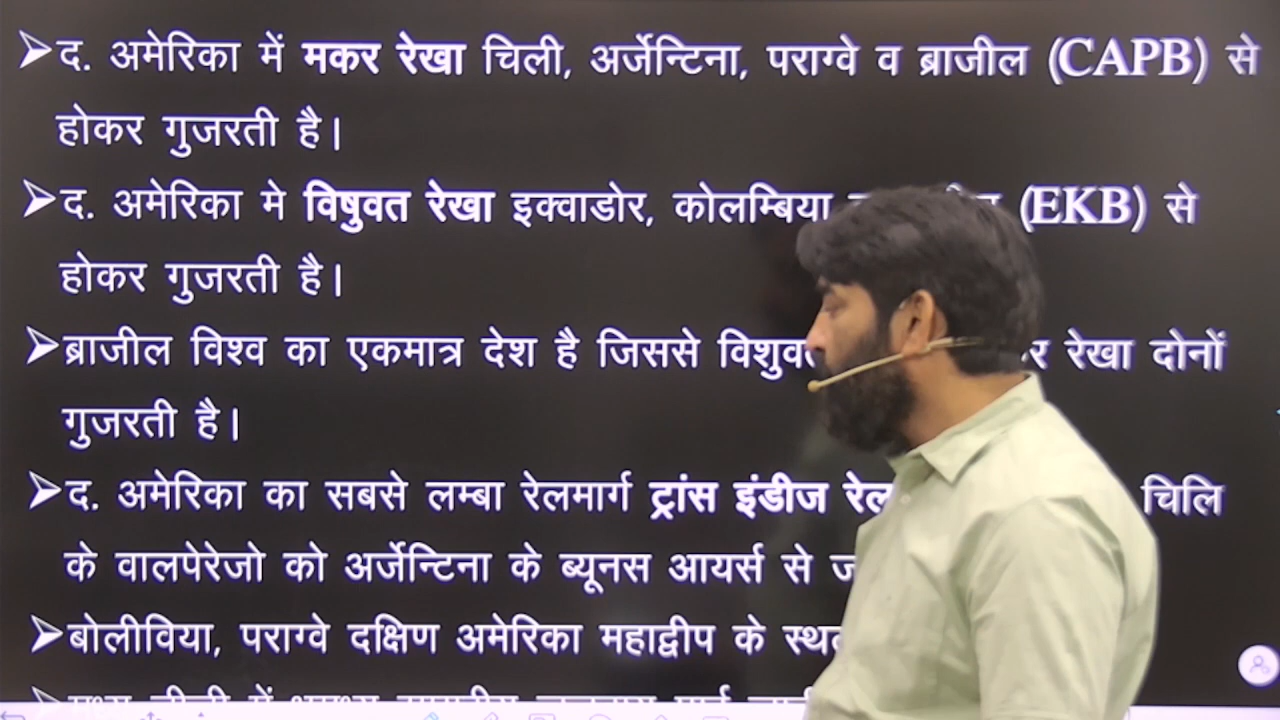 ➢द. अमेरिका में मकर रेखा चिली, अर्जेन्टिना, पराग्वे व ब्राजील (CAPB) से
होकर गुजरती है।
➢द. अमेरिका मे विषुवत रेखा इक्वाडोर, कोलम्बिया (EKB) से
होकर गुजरती है।
➢ब्राजील विश्व का एकमात्र देश है जिससे रेखा दोनों
गुजरती है।
➢द. अमेरिका का सबसे लम्बा रेलमार्ग ट्रांस इंडीज चिलि
के वालपेरेजो को अर्जेन्टिना के ब्यूनस आयर्स से
➢बोलीविया, पराग्वे दक्षिण अमेरिका महाद्वीप के